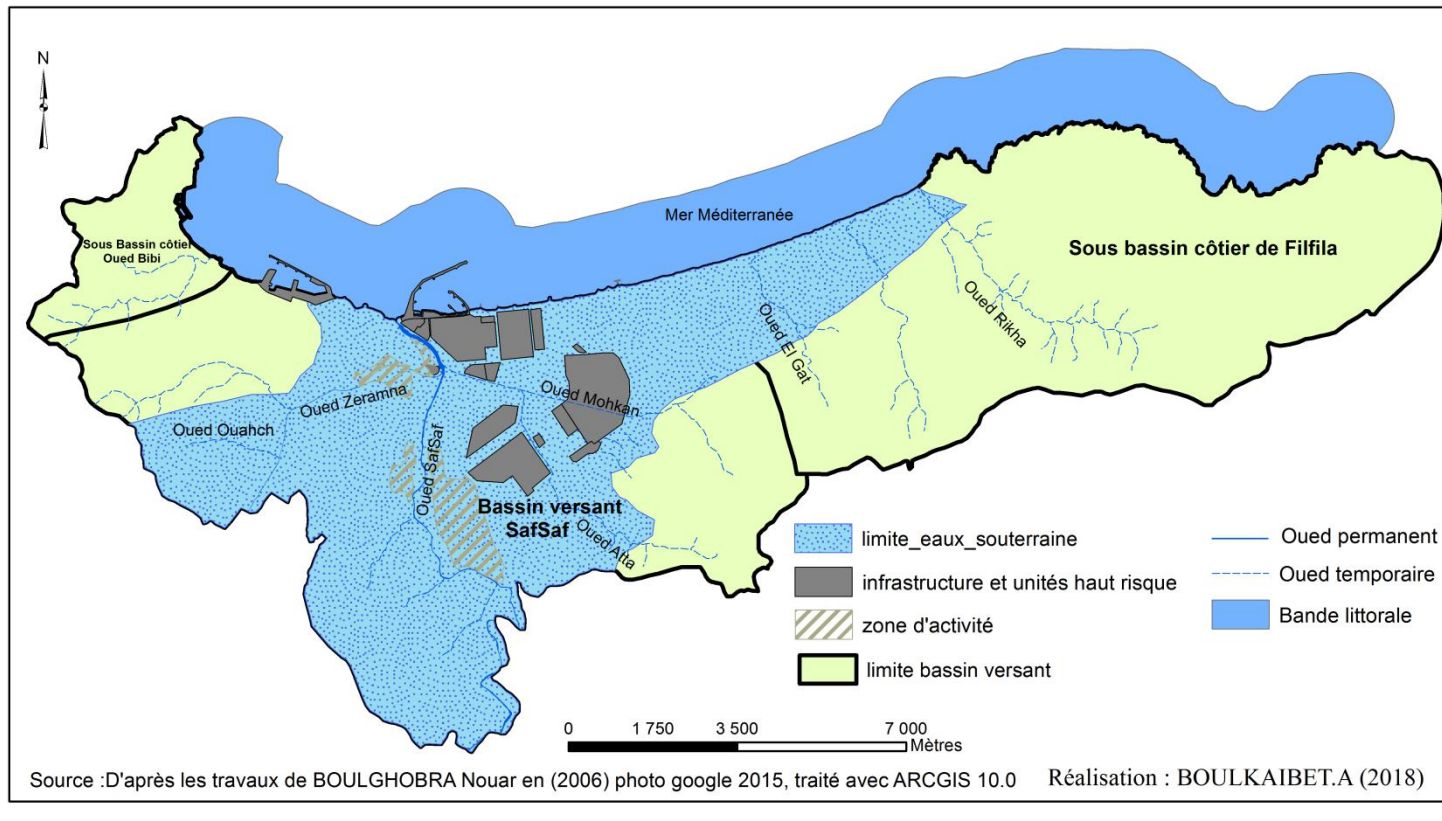 N
Mer Méditerranée
Sous Bassin côtier
Oued Bibi
Sous bassin côtier de Filfila
Oued Rikha
Oued El Gat
Oued Mohkan
Oued Zeramna
Oued Ouahch
Oued SafSaf
Bassin versant
SafSaf
Oued Atta
limite_eaux_souterraine
infrastructure et unités haut risque
zone d'activité
limite bassin versant
Oued permanent
Oued temporaire
Bande littorale
0 1 750 3 500 7 000
Mètres
Source :D'après les travaux de BOULGHOBRA Nouar en (2006) photo google 2015, traité avec ARCGIS 10.0
Réalisation : BOULKAIBET.A (2018)